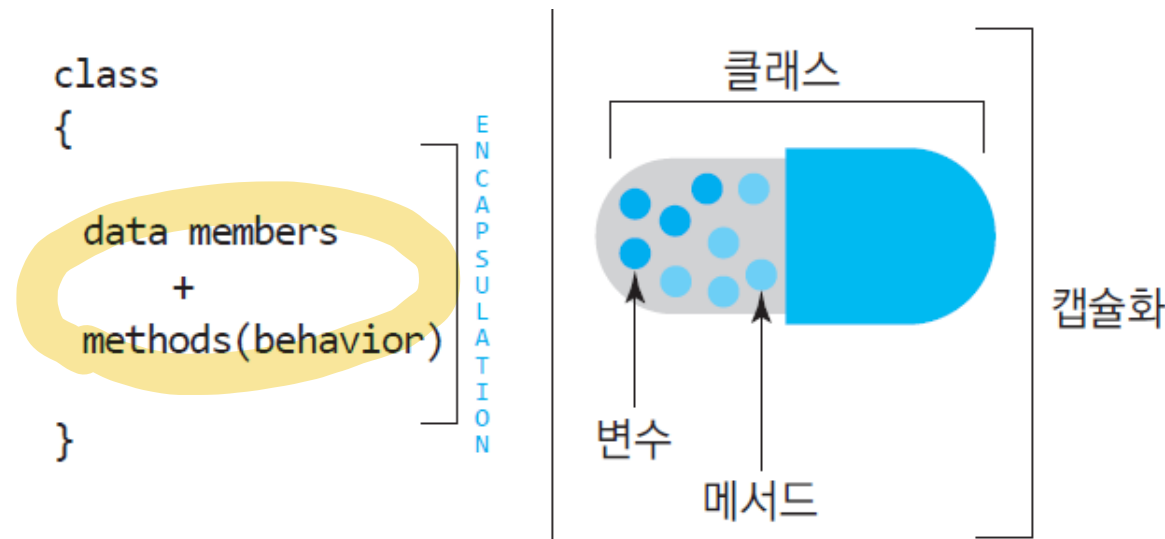 class
{
data members
+
methods(behavior)
}
ENCAPSULATION
클래스
변수
메서드
캡슐화